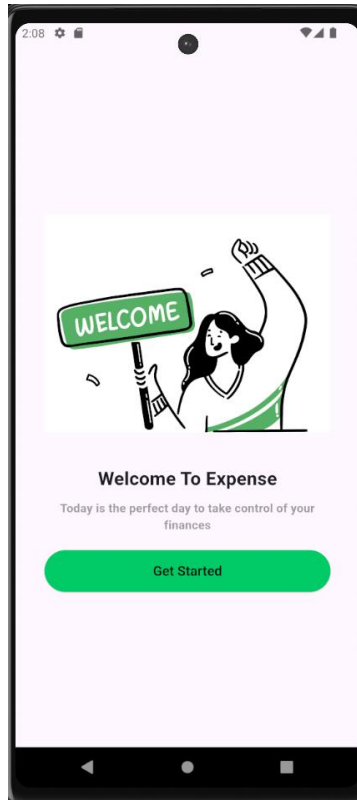 2:08
WELCOME
Welcome To Expense
Today is the perfect day to take control of your
finances
Get Started